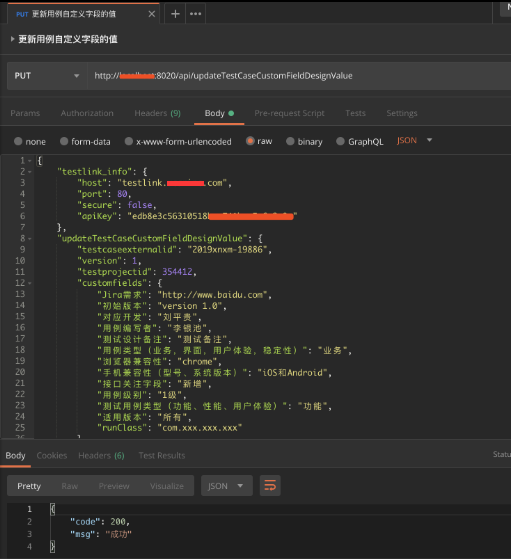 PUT 更新用例自定义字段的值
更新用例自定义字段的值
PUT http://:8020/api/updateTestCaseCustomFieldDesignValue
Params Authorization Headers (9) Body Pre-request Script Tests Settings
none form-data x-www-form-urlencoded raw binary GraphQL JSON
1 {
2 "testlink_info": {
3 "host": "testlink..com",
4 "port": 80,
5 "secure": false,
6 "apiKey": "edb8e3c56310518"
7 },
8 "updateTestCaseCustomFieldDesignValue": {
9 "testcaseexternalid": "2019xnxm-19886",
10 "version": 1,
11 "testprojectid": 354412,
12 "customfields": {
13 "Jira需求": "http://www.baidu.com",
14 "初始版本": "version 1.0",
15 "对应开发": "刘平贵",
16 "用例编写者": "李银池",
17 "测试设计备注": "测试备注",
18 "用例类型（业务，界面，用户体验，稳定性）": "业务",
19 "浏览器兼容性": "chrome",
20 "手机兼容性（型号、系统版本）": "iOS和Android",
21 "接口关注字段": "新增",
22 "用例级别": "1级",
23 "测试用例类型（功能、性能、用户体验）": "功能",
24 "适用版本": "所有",
25 "runClass": "com.xxx.xxx.xxx"
Body Cookies Headers (6) Test Results Statu
Pretty Raw Preview Visualize JSON
1 {
2 "code": 200,
3 "msg": "成功"
4 }